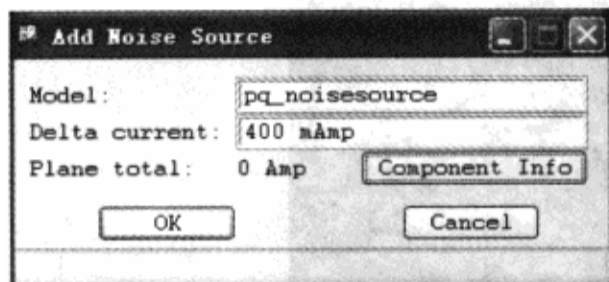 Add Noise Source
Model: pq_noisesource
Delta current: 400 mAmp
Plane total: 0 Amp Component Info
OK Cancel